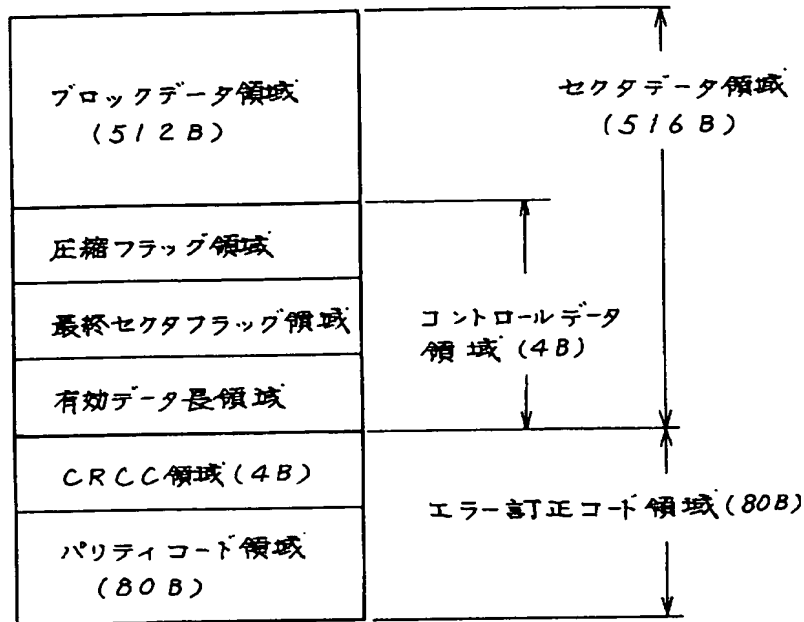 ブロックデータ領域
(512B)
圧縮フラッグ領域
最終セクタフラッグ領域
有効データ長領域
CRCC領域(4B)
パリティコード領域
(80B)
セクタデータ領域
(516B)
コントロールデータ
領域(4B)
エラー訂正コード領域(80B)